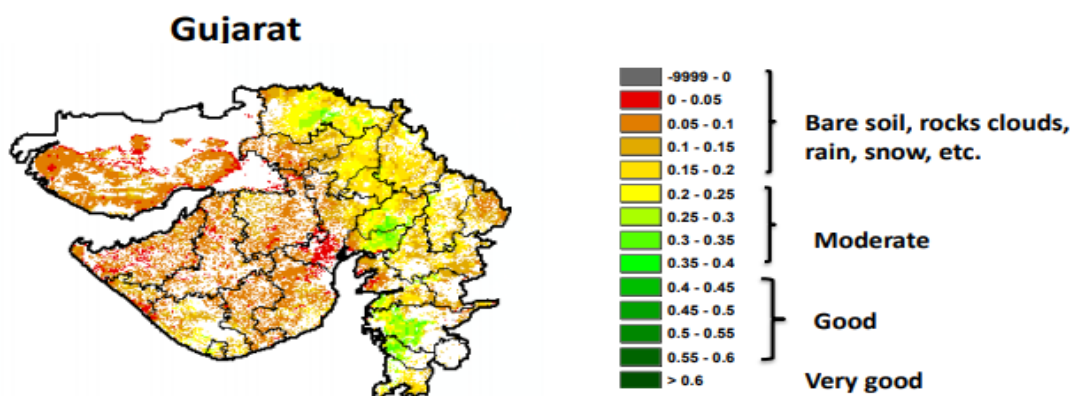 Gujarat
-9999 - 0
0 - 0.05
0.05 - 0.1
0.1 - 0.15
0.15 - 0.2
0.2 - 0.25
0.25 - 0.3
0.3 - 0.35
0.35 - 0.4
0.4 - 0.45
0.45 - 0.5
0.5 - 0.55
0.55 - 0.6
> 0.6
Bare soil, rocks clouds,
rain, snow, etc.
Moderate
Good
Very good